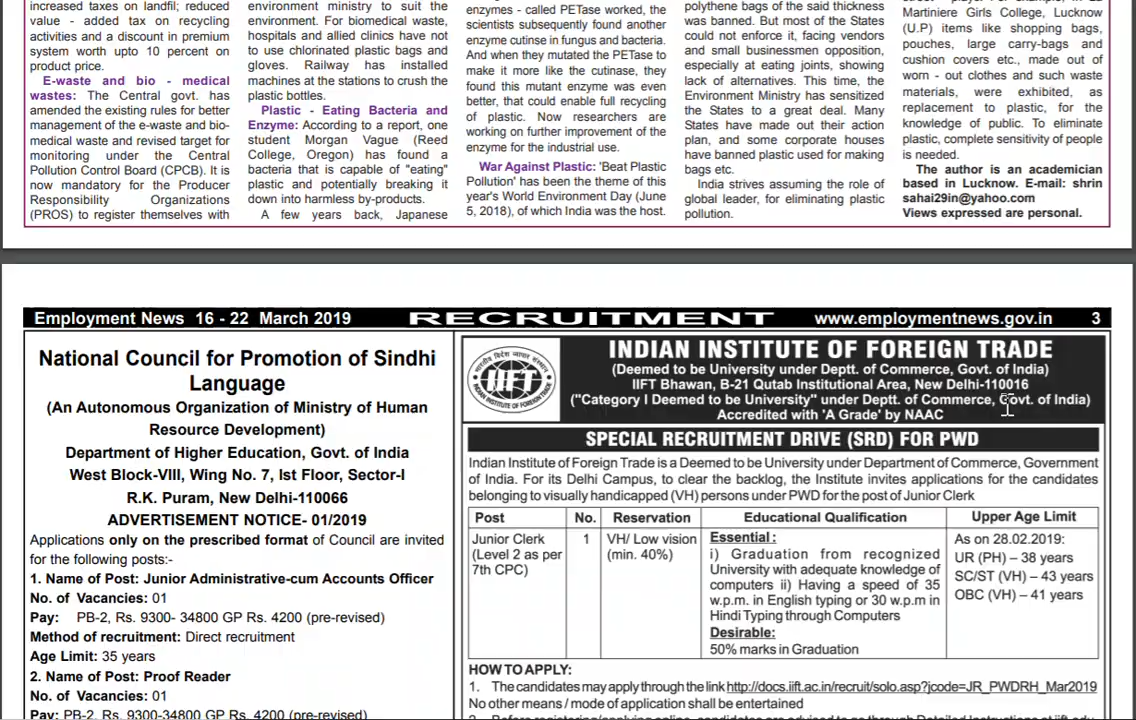 increased taxes on landfill; reduced
value - added tax on recycling
activities and a discount in premium
system worth upto 10 percent on
product price.
E-waste and bio - medical
wastes: The Central govt. has
amended the existing rules for better
management of the e-waste and bio-
medical waste and revised target for
monitoring under the Central
Pollution Control Board (CPCB). It is
now mandatory for the Producer
Responsibility Organizations
(PROS) to register themselves with
environment ministry to suit the
environment. For biomedical waste,
hospitals and allied clinics have not
to use chlorinated plastic bags and
gloves. Railway has installed
machines at the stations to crush the
plastic bottles.
Plastic - Eating Bacteria and
Enzyme: According to a report, one
student Morgan Vague (Reed
College, Oregon) has found a
bacteria that is capable of "eating"
plastic and potentially breaking it
down into harmless by-products.
A few years back, Japanese
enzymes - called PETase worked, the
scientists subsequently found another
enzyme cutinse in fungus and bacteria.
And when they mutated the PETase to
make it more like the cutinase, they
found this mutant enzyme was even
better, that could enable full recycling
of plastic. Now researchers are
working on further improvement of the
enzyme for the industrial use.
War Against Plastic: 'Beat Plastic
Pollution' has been the theme of this
year's World Environment Day (June
5, 2018), of which India was the host.
polythene bags of the said thickness
was banned. But most of the States
could not enforce it, facing vendors
and small businessmen opposition,
especially at eating joints, showing
lack of alternatives. This time, the
Environment Ministry has sensitized
the States to a great deal. Many
States have made out their action
plan, and some corporate houses
have banned plastic used for making
bags etc.
India strives assuming the role of
global leader, for eliminating plastic
pollution.
Martiniere Girls College, Lucknow
(U.P) items like shopping bags,
pouches, large carry-bags and
cushion covers etc., made out of
worn - out clothes and such waste
materials, were exhibited, as
replacement to plastic, for the
knowledge of public. To eliminate
plastic, complete sensitivity of people
is needed.
The author is an academician
based in Lucknow. E-mail: shrin
sahai29in@yahoo.com
Views expressed are personal.
Employment News 16 - 22 March 2019 RECRUITMENT www.employmentnews.gov.in 3
National Council for Promotion of Sindhi
Language
(An Autonomous Organization of Ministry of Human
Resource Development)
Department of Higher Education, Govt. of India
West Block-VIII, Wing No. 7, Ist Floor, Sector-I
R.K. Puram, New Delhi-110066
ADVERTISEMENT NOTICE- 01/2019
Applications only on the prescribed format of Council are invited
for the following posts:-
1. Name of Post: Junior Administrative-cum Accounts Officer
No. of Vacancies: 01
Pay: PB-2, Rs. 9300- 34800 GP Rs. 4200 (pre-revised)
Method of recruitment: Direct recruitment
Age Limit: 35 years
2. Name of Post: Proof Reader
No. of Vacancies: 01
Pay: PB-2, Rs. 9300-34800 GP Rs. 4200 (pre-revised)
IIFT
INDIAN INSTITUTE OF FOREIGN TRADE
(Deemed to be University under Deptt. of Commerce, Govt. of India)
IIFT Bhawan, B-21 Qutab Institutional Area, New Delhi-110016
("Category I Deemed to be University" under Deptt. of Commerce, Govt. of India)
Accredited with 'A Grade' by NAAC
SPECIAL RECRUITMENT DRIVE (SRD) FOR PWD
Indian Institute of Foreign Trade is a Deemed to be University under Department of Commerce, Government
of India. For its Delhi Campus, to clear the backlog, the Institute invites applications for the candidates
belonging to visually handicapped (VH) persons under PWD for the post of Junior Clerk
Post No. Reservation Educational Qualification Upper Age Limit
Junior Clerk
(Level 2 as per
7th CPC)
1
VH/ Low vision
(min. 40%)
Essential :
i) Graduation from recognized
University with adequate knowledge of
computers ii) Having a speed of 35
w.p.m. in English typing or 30 w.p.m in
Hindi Typing through Computers
Desirable:
50% marks in Graduation
As on 28.02.2019:
UR (PH) – 38 years
SC/ST (VH) – 43 years
OBC (VH) – 41 years
HOW TO APPLY:
1. The candidates may apply through the link http://docs.iift.ac.in/recruit/solo.asp?jcode=JR_PWDRH_Mar2019
No other means / mode of application shall be entertained